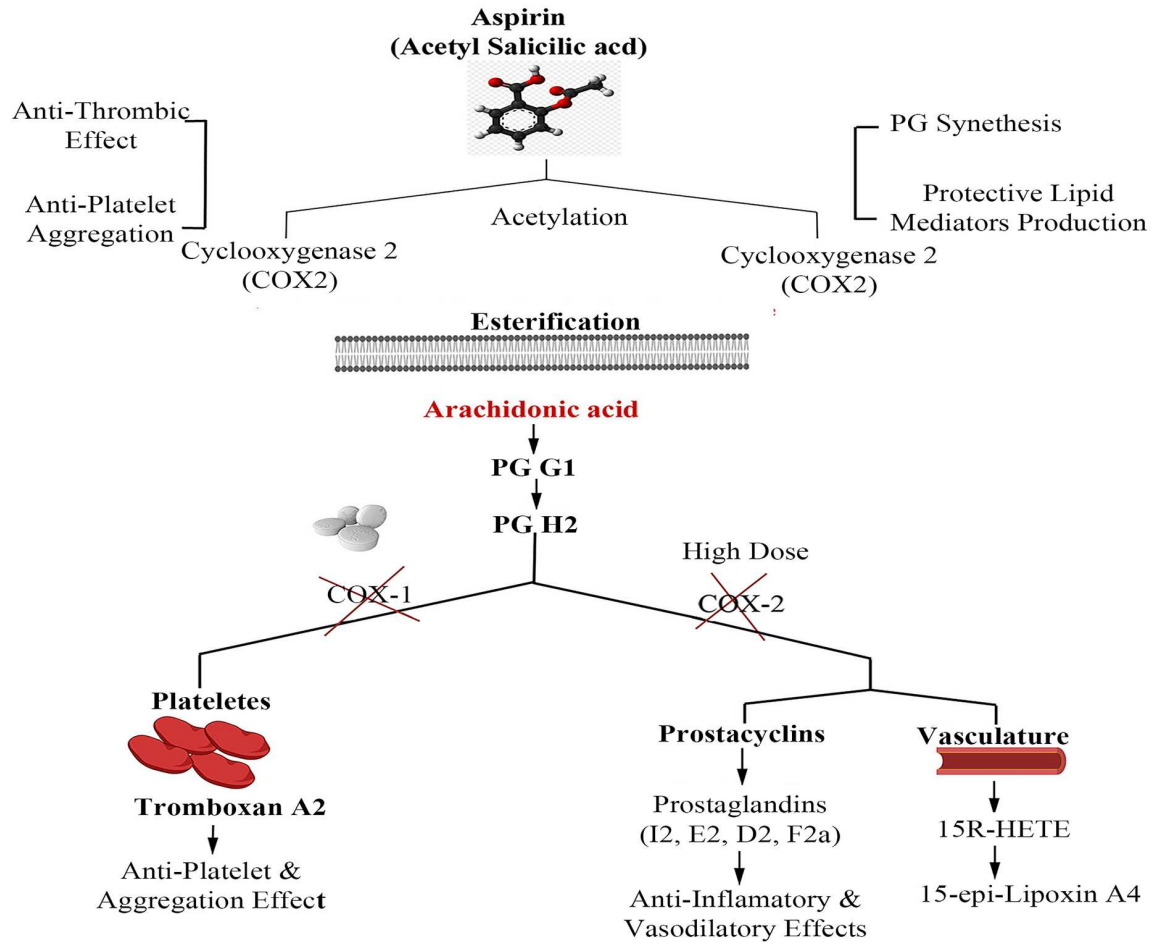 Aspirin
(Acetyl Salicilic acd)
Anti-Thrombic
Effect
Anti-Platelet
Aggregation
PG Synethesis
Protective Lipid
Mediators Production
Acetylation
Cyclooxygenase 2
(COX2)
Cyclooxygenase 2
(COX2)
Esterification
Arachidonic acid
PG G1
PG H2
High Dose
COX-1
COX-2
Plateletes
Tromboxan A2
Anti-Platelet &
Aggregation Effect
Prostacyclins
Prostaglandins
(I2, E2, D2, F2a)
Anti-Inflamatory &
Vasodilatory Effects
Vasculature
15R-HETE
15-epi-Lipoxin A4